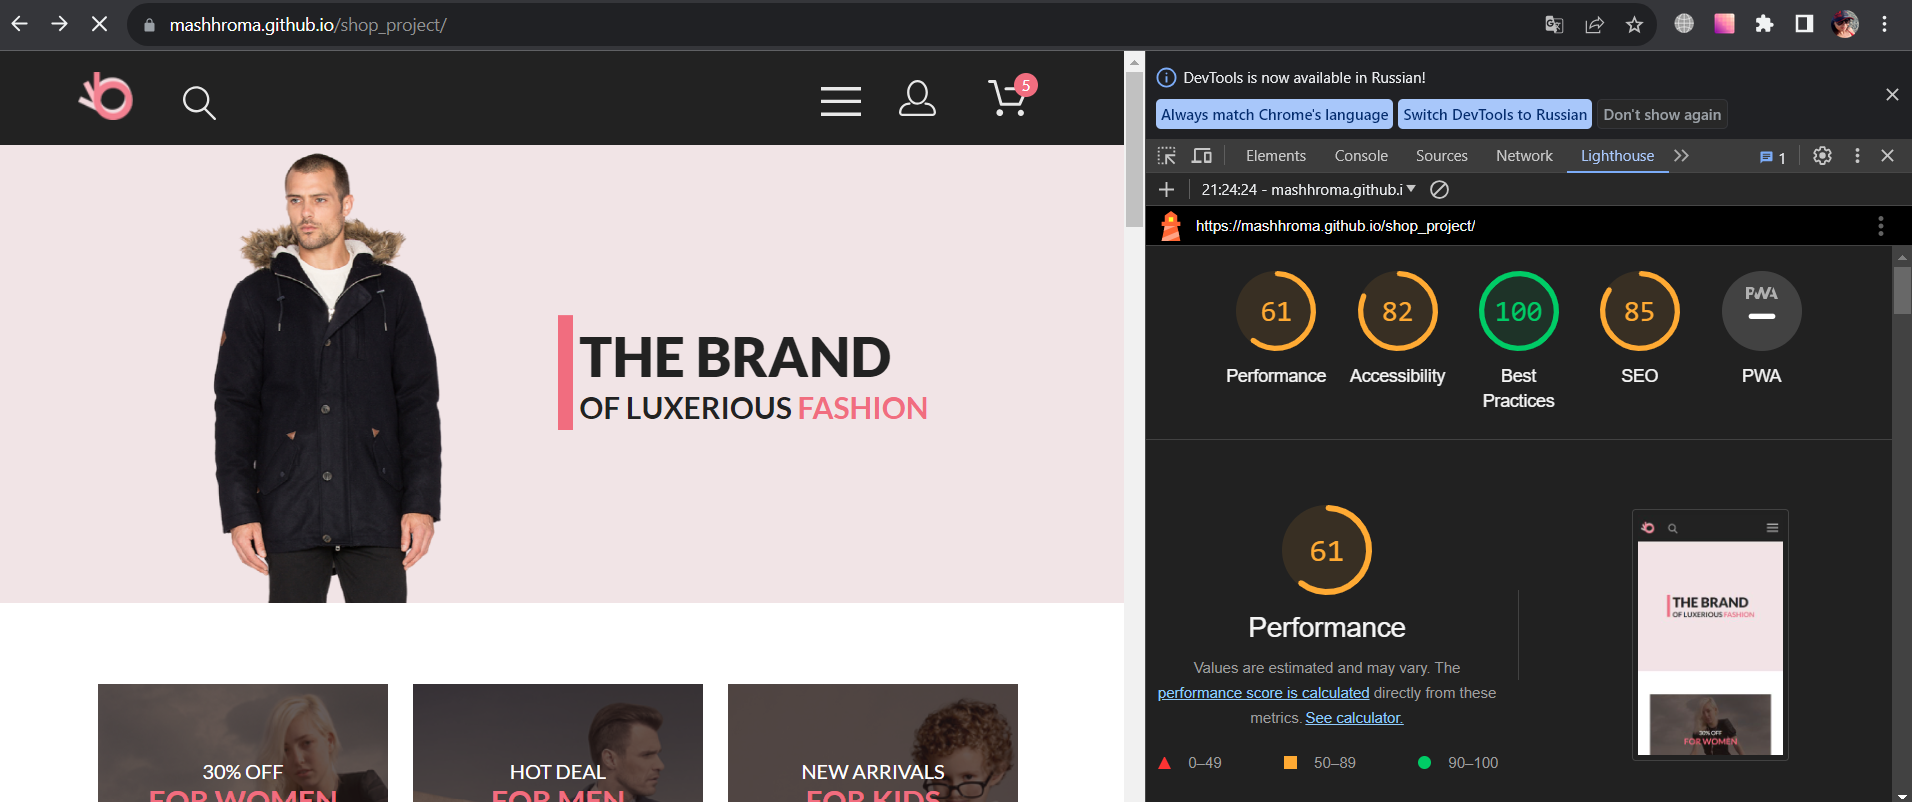 mashhroma.github.io/shop_project/
5
THE BRAND
OF LUXERIOUS FASHION
30% OFF
FOR WOMEN
HOT DEAL
FOR MEN
NEW ARRIVALS
FOR KIDS
DevTools is now available in Russian!
Always match Chrome's language
Switch DevTools to Russian
Don't show again
Elements
Console
Sources
Network
Lighthouse
1
21:24:24 - mashhroma.github.i
https://mashhroma.github.io/shop_project/
61
82
100
85
PWA
Performance
Accessibility
Best
Practices
SEO
PWA
61
Performance
Values are estimated and may vary. The
performance score is calculated directly from these
metrics. See calculator.
0–49
50–89
90–100
THE BRAND
OF LUXERIOUS FASHION
30% OFF
FOR WOMEN